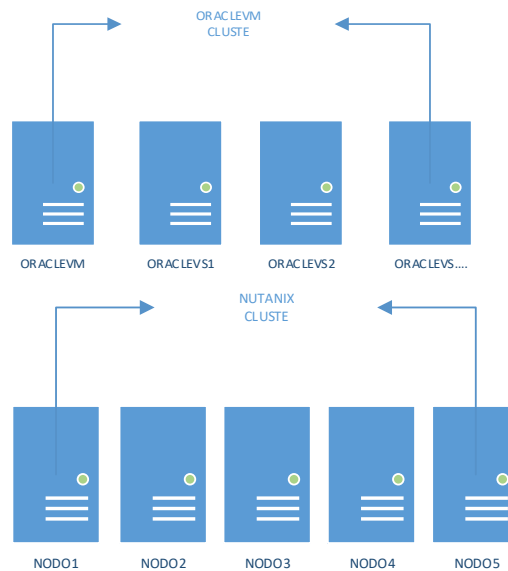 ORACLEVM
CLUSTE
ORACLEVM ORACLEVS1 ORACLEVS2 ORACLEVS....
NUTANIX
CLUSTE
NODO1 NODO2 NODO3 NODO4 NODO5